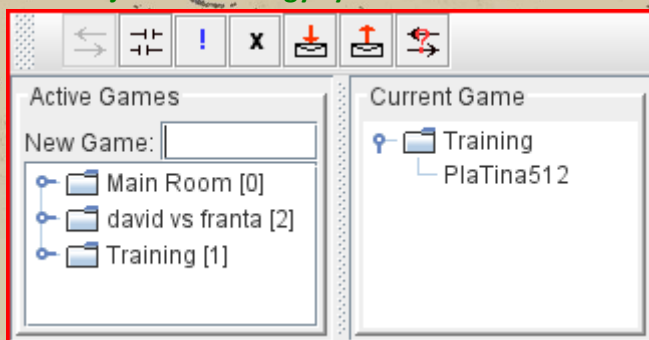 !
x
?
Active Games
New Game:
Main Room [0]
david vs franta [2]
Training [1]
Current Game
Training
PlaTina512